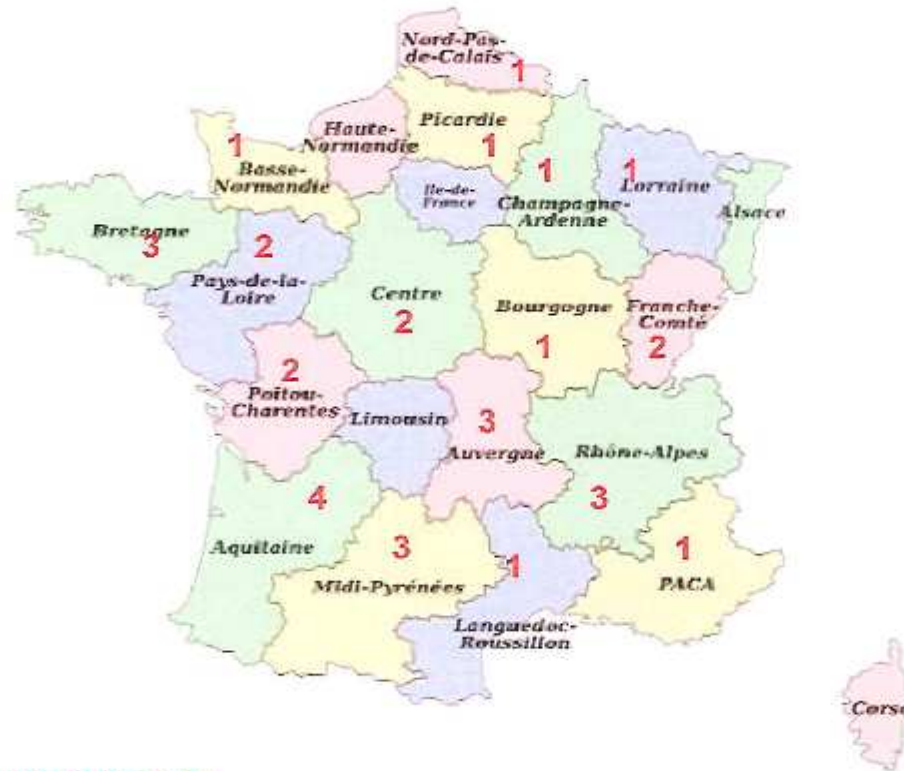 Nord-Pas-
de-Calais
1
Haute-
Normandie
Picardie
1
1
Basse-
Normandie
Ile-de-
France
1
Champagne-
Ardenne
1
Lorraine
Alsace
Bretagne
3
2
Pays-de-la-
Loire
Centre
2
Bourgogne
1
Franche-
Comté
2
2
Poitou-
Charentes
Limousin
3
Auvergne
Rhône-Alpes
3
4
Aquitaine
3
Midi-Pyrénées
1
Languedoc-
Roussillon
1
PACA
Corse